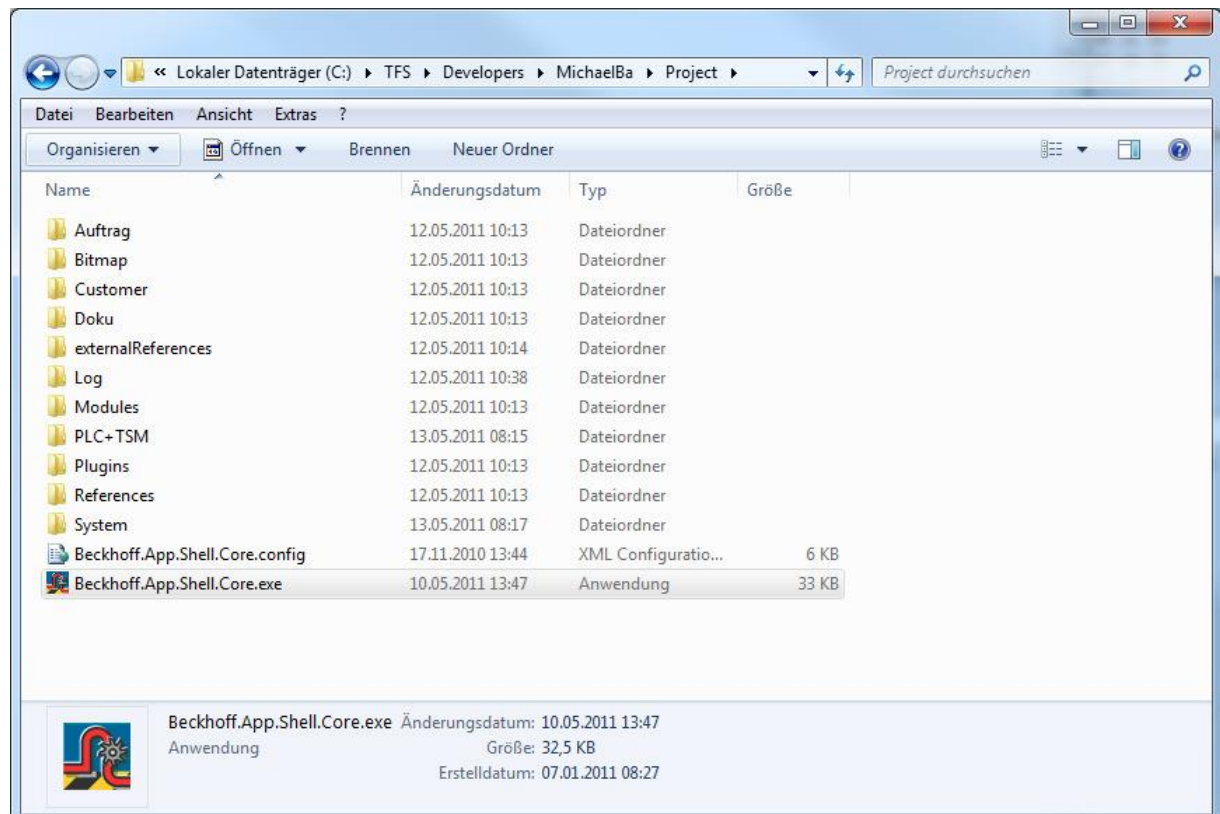 « Lokaler Datenträger (C:) ▸ TFS ▸ Developers ▸ MichaelBa ▸ Project ▸ Project durchsuchen
Datei Bearbeiten Ansicht Extras ?
Organisieren Öffnen Brennen Neuer Ordner
Name Änderungsdatum Typ Größe
Auftrag 12.05.2011 10:13 Dateiordner
Bitmap 12.05.2011 10:13 Dateiordner
Customer 12.05.2011 10:13 Dateiordner
Doku 12.05.2011 10:13 Dateiordner
externalReferences 12.05.2011 10:14 Dateiordner
Log 12.05.2011 10:38 Dateiordner
Modules 12.05.2011 10:13 Dateiordner
PLC+TSM 13.05.2011 08:15 Dateiordner
Plugins 12.05.2011 10:13 Dateiordner
References 12.05.2011 10:13 Dateiordner
System 13.05.2011 08:17 Dateiordner
Beckhoff.App.Shell.Core.config 17.11.2010 13:44 XML Configuratio... 6 KB
Beckhoff.App.Shell.Core.exe 10.05.2011 13:47 Anwendung 33 KB
Beckhoff.App.Shell.Core.exe Änderungsdatum: 10.05.2011 13:47
Anwendung Größe: 32,5 KB
Erstelldatum: 07.01.2011 08:27